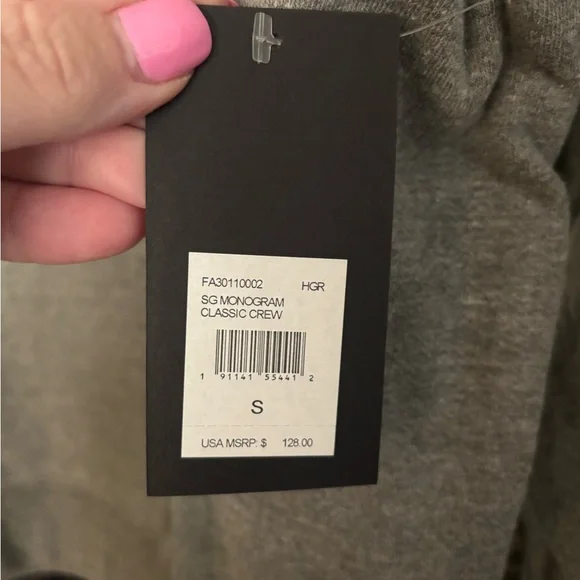 FA30110002 HGR
SG MONOGRAM
CLASSIC CREW
1 91141 55441 2
S
USA MSRP: $ 128.00